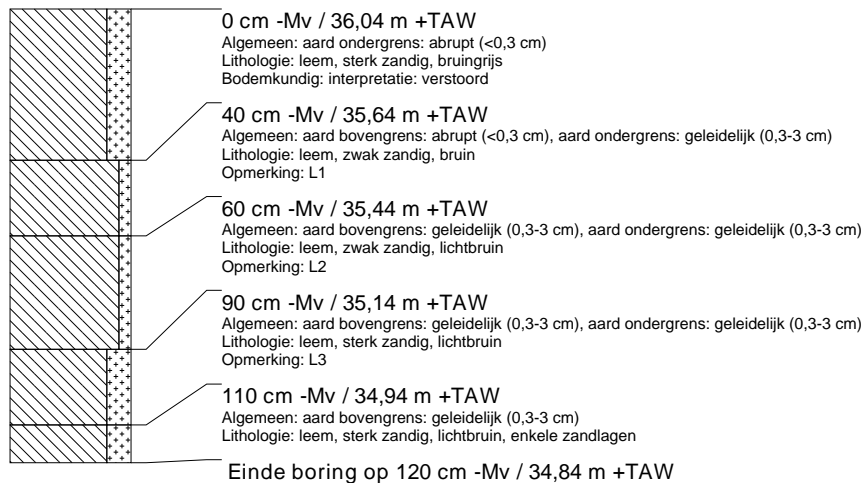 0 cm -Mv / 36,04 m +TAW
Algemeen: aard ondergrens: abrupt (<0,3 cm)
Lithologie: leem, sterk zandig, bruingrijs
Bodemkundig: interpretatie: verstoord
40 cm -Mv / 35,64 m +TAW
Algemeen: aard bovengrens: abrupt (<0,3 cm), aard ondergrens: geleidelijk (0,3-3 cm)
Lithologie: leem, zwak zandig, bruin
Opmerking: L1
60 cm -Mv / 35,44 m +TAW
Algemeen: aard bovengrens: geleidelijk (0,3-3 cm), aard ondergrens: geleidelijk (0,3-3 cm)
Lithologie: leem, zwak zandig, lichtbruin
Opmerking: L2
90 cm -Mv / 35,14 m +TAW
Algemeen: aard bovengrens: geleidelijk (0,3-3 cm), aard ondergrens: geleidelijk (0,3-3 cm)
Lithologie: leem, sterk zandig, lichtbruin
Opmerking: L3
110 cm -Mv / 34,94 m +TAW
Algemeen: aard bovengrens: geleidelijk (0,3-3 cm)
Lithologie: leem, sterk zandig, lichtbruin, enkele zandlagen
Einde boring op 120 cm -Mv / 34,84 m +TAW